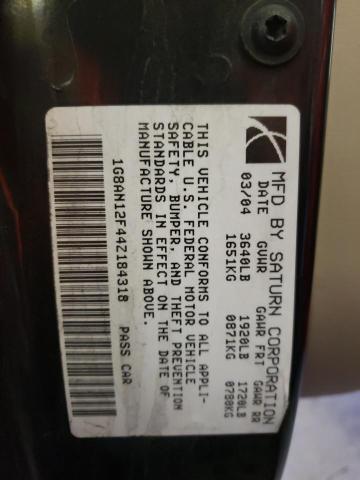 MFD BY SATURN CORPORATION
DATE GVWR GAWR FRT GAWR RR
03/04 3640LB 1920LB 1720LB
1651KG 0871KG 0780KG
THIS VEHICLE CONFORMS TO ALL APPLI-
CABLE U.S. FEDERAL MOTOR VEHICLE
SAFETY, BUMPER, AND THEFT PREVENTION
STANDARDS IN EFFECT ON THE DATE OF
MANUFACTURE SHOWN ABOVE.
1G8AN12F44Z184318 PASS CAR